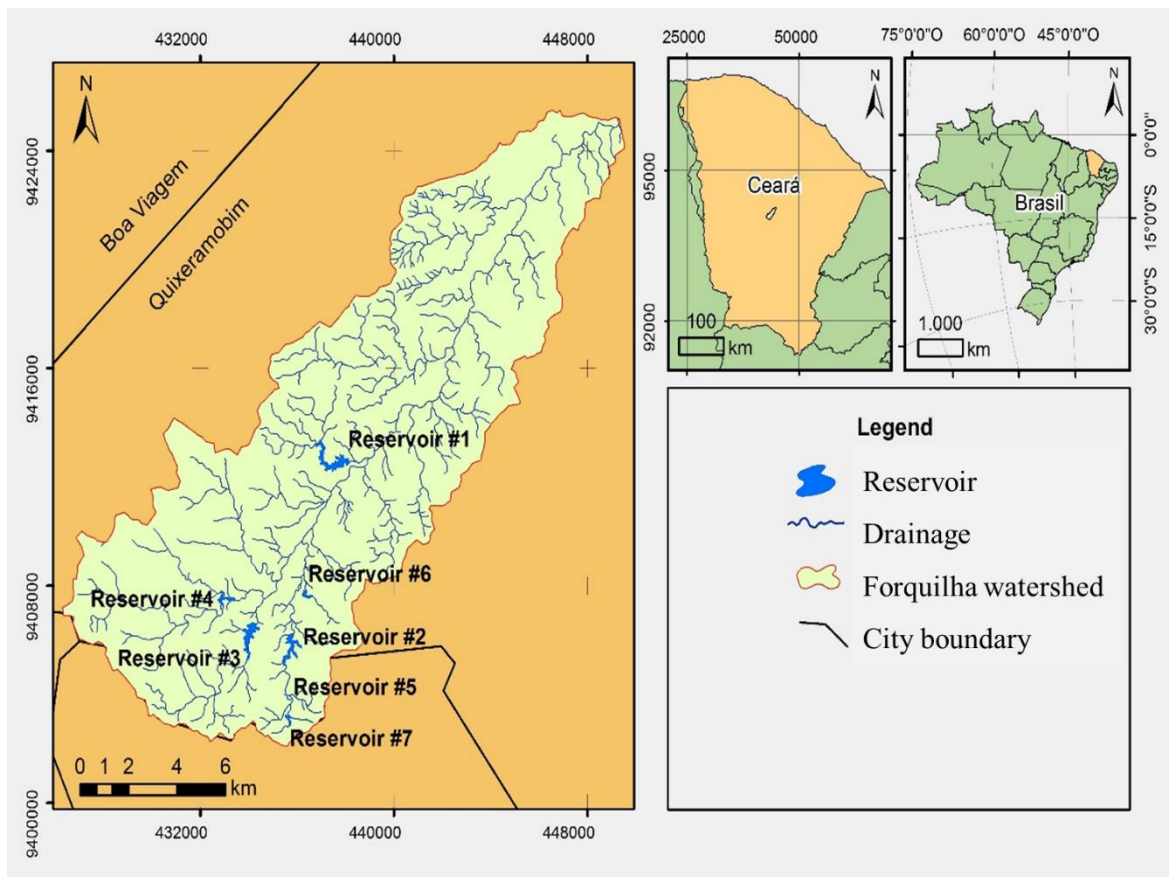 432000
440000
448000
N
9424000
9416000
9408000
9400000
Boa Viagem
Quixeramobim
Reservoir #1
Reservoir #6
Reservoir #4
Reservoir #2
Reservoir #3
Reservoir #5
Reservoir #7
0 1 2 4 6
km
432000
440000
448000
25000
50000
N
95000
92000
Ceará
100
km
75°0'0"O
60°0'0"O
45°0'0"O
N
0°0'0"
15°0'0"S
30°0'0"S
Brasil
1.000
km
Legend
Reservoir
Drainage
Forquilha watershed
City boundary